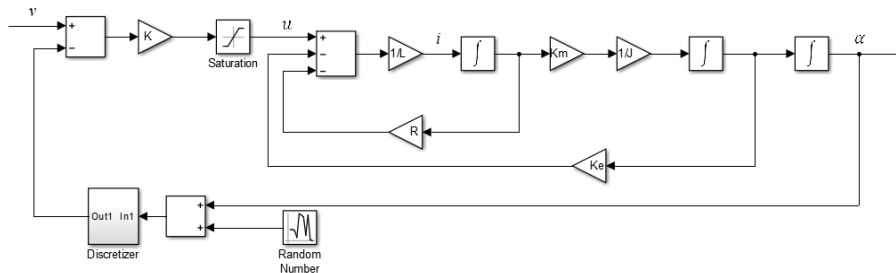 v
+
−
K
Saturation
u
+
−
−
1/L
i
∫
Km
1/J
∫
∫
α
R
Ke
Out1 In1
Discretizer
+
+
Random
Number